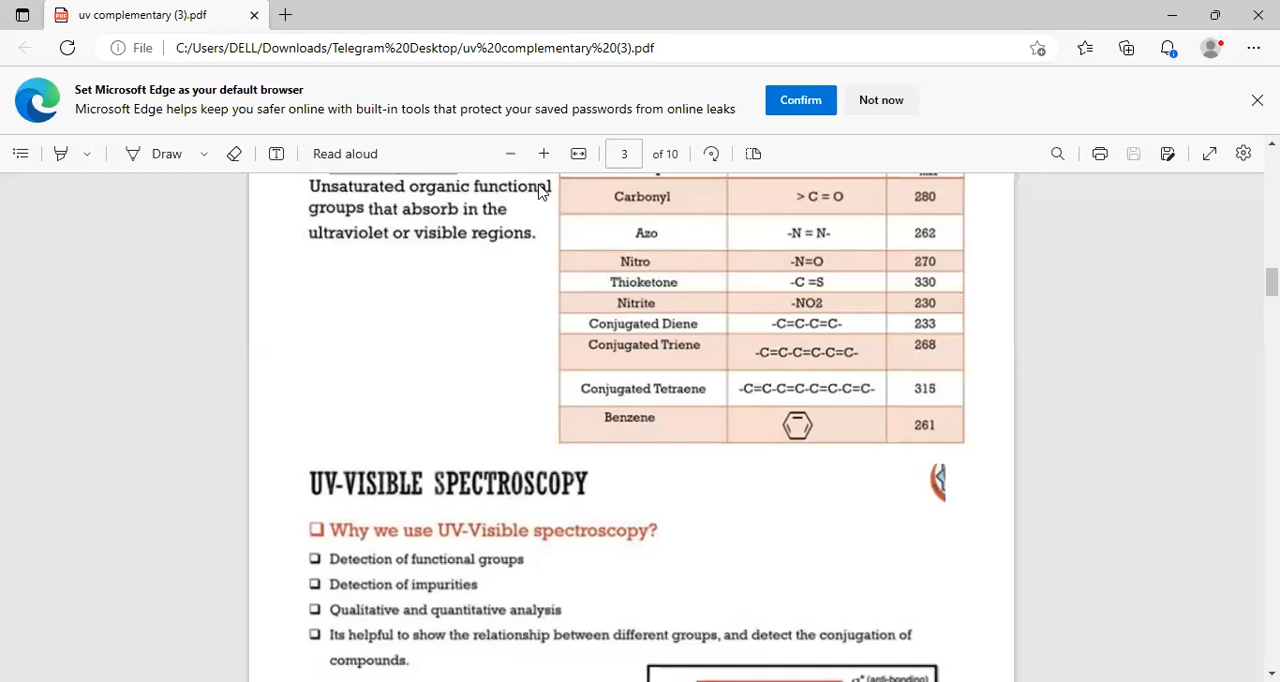 uv complementary (3).pdf
File C:/Users/DELL/Downloads/Telegram%20Desktop/uv%20complementary%20(3).pdf
Set Microsoft Edge as your default browser
Microsoft Edge helps keep you safer online with built-in tools that protect your saved passwords from online leaks
Confirm Not now
Draw Read aloud 3 of 10
Unsaturated organic functional
groups that absorb in the
ultraviolet or visible regions.
Carbonyl > C = O 280
Azo -N = N- 262
Nitro -N=O 270
Thioketone -C =S 330
Nitrite -NO2 230
Conjugated Diene -C=C-C=C- 233
Conjugated Triene -C=C-C=C-C=C- 268
Conjugated Tetraene -C=C-C=C-C=C-C=C- 315
Benzene 261
UV-VISIBLE SPECTROSCOPY
Why we use UV-Visible spectroscopy?
Detection of functional groups
Detection of impurities
Qualitative and quantitative analysis
Its helpful to show the relationship between different groups, and detect the conjugation of
compounds.
σ* (anti-bonding)